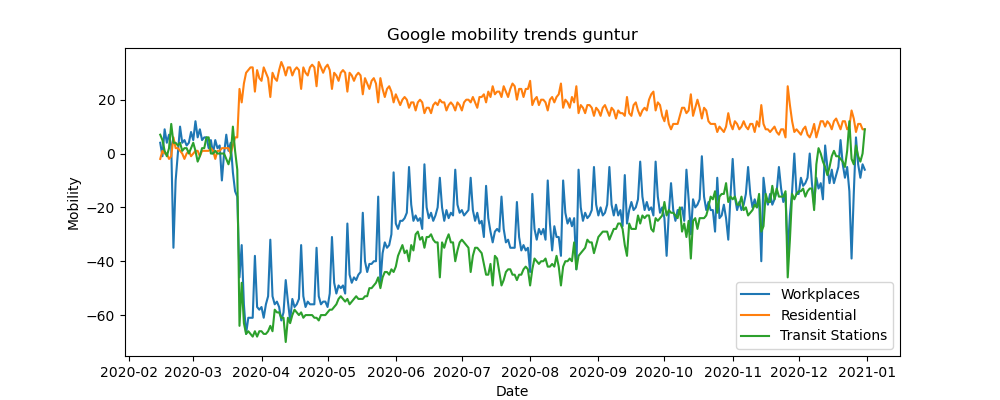 Google mobility trends guntur
Mobility
20
0
−20
−40
−60
2020-02 2020-03 2020-04 2020-05 2020-06 2020-07 2020-08 2020-09 2020-10 2020-11 2020-12 2021-01
Date
Workplaces
Residential
Transit Stations